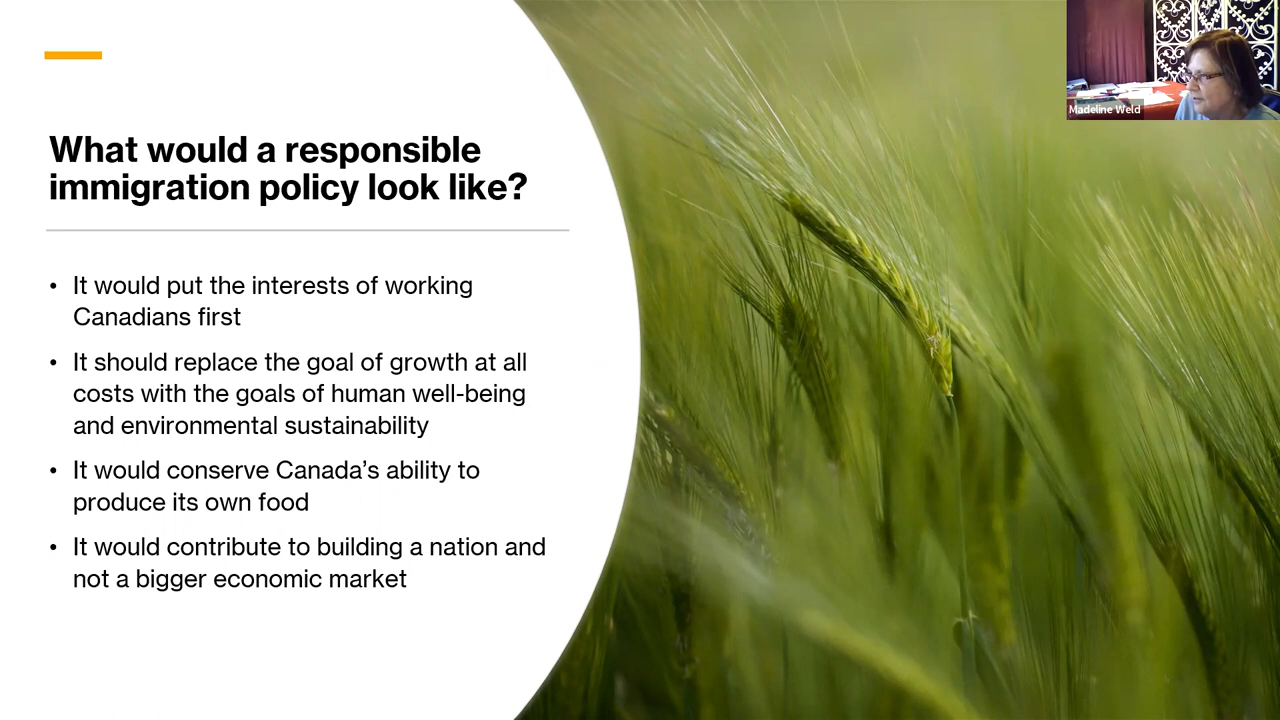 What would a responsible
immigration policy look like?
• It would put the interests of working
Canadians first
• It should replace the goal of growth at all
costs with the goals of human well-being
and environmental sustainability
• It would conserve Canada’s ability to
produce its own food
• It would contribute to building a nation and
not a bigger economic market
Madeline Weld